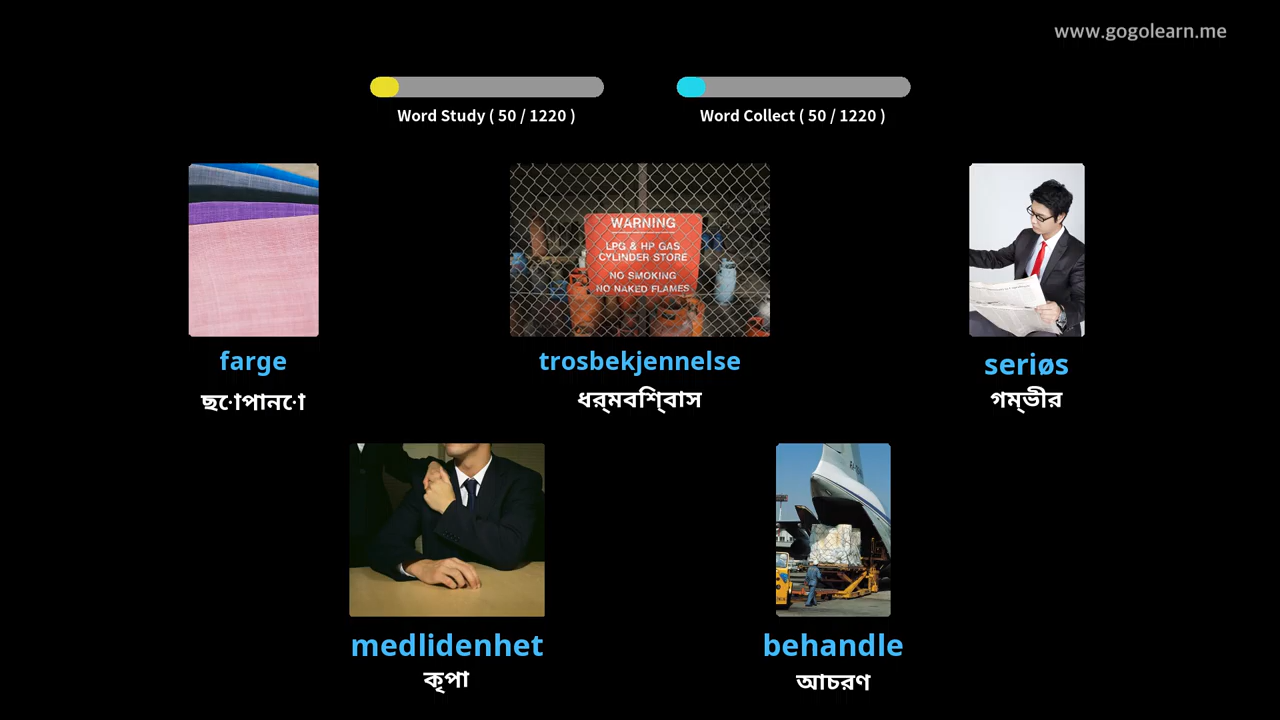 www.gogolearn.me
Word Study ( 50 / 1220 )
Word Collect ( 50 / 1220 )
WARNING
LPG & HP GAS
CYLINDER STORE
NO SMOKING
NO NAKED FLAMES
farge
trosbekjennelse
seriøs
ছোপানো
ধর্মবিশ্বাস
গম্ভীর
medlidenhet
behandle
কৃপা
আচরণ